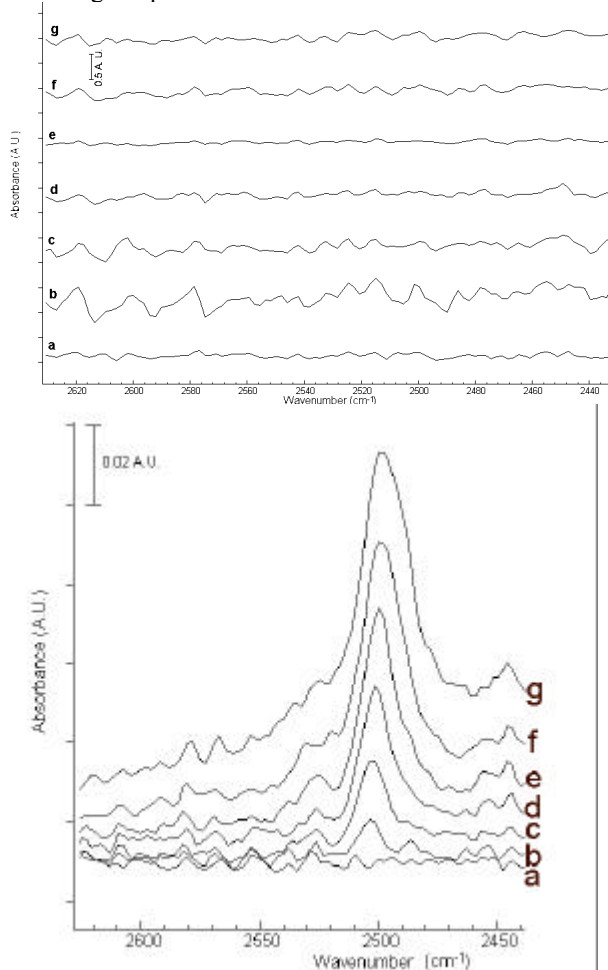 g
0.5 A.U.
f
e
d
c
b
a
Absorbance (A.U.)
2620 2600 2580 2560 2540 2520 2500 2480 2460 2440
Wavenumber (cm-1)
0.02 A.U.
Absorbance (A.U.)
g
f
e
d
c
b
a
2600 2550 2500 2450
Wavenumber (cm-1)